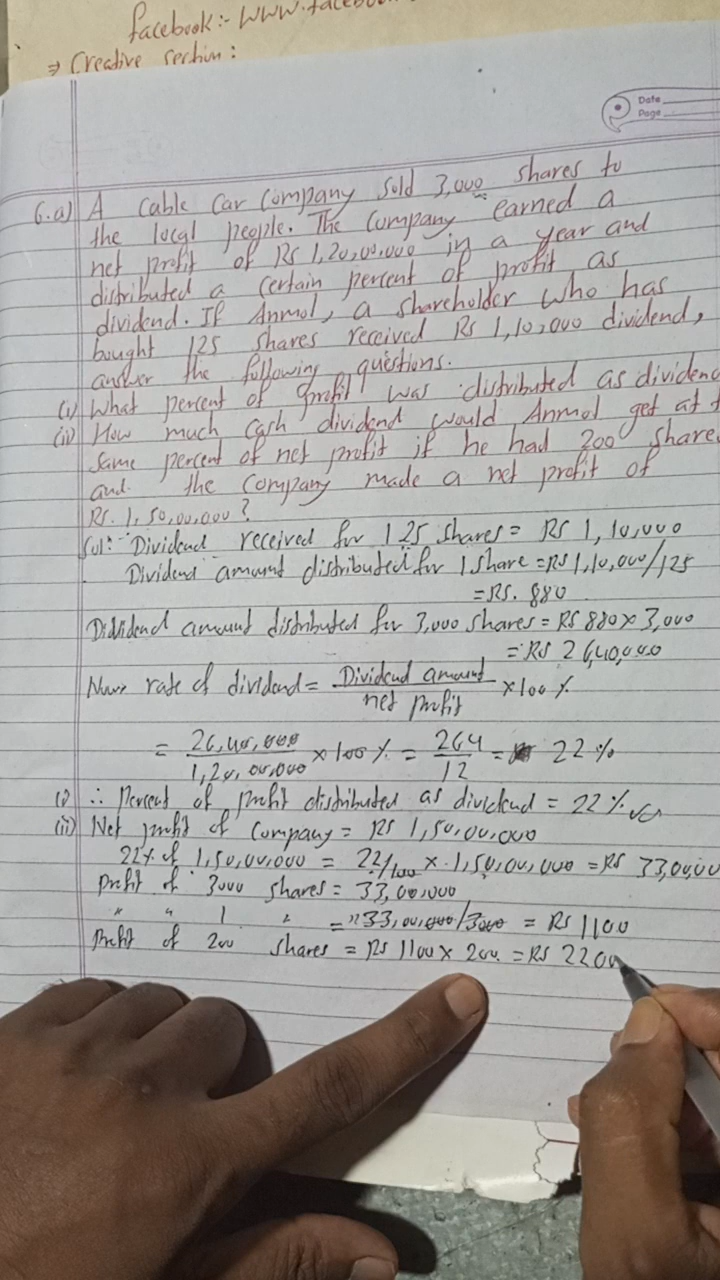 facebook:- www.facebo
⇒ Creative section:
Date
Page
6.a) A Cable Car Company sold 3,000 shares to
the local people. The Company earned a
net profit of Rs 1,20,00,000 in a year and
distributed a certain percent of profit as
dividend. If Anmol, a shareholder who has
bought 125 shares received Rs 1,10,000 dividend,
answer the following questions.
(i) What percent of profit was distributed as dividend
(ii) How much cash dividend would Anmol get at t
same percent of net profit if he had 200 share
and the company made a net profit of
Rs. 1,50,00,000?
Sol:- Dividend received for 125 shares = Rs 1,10,000
Dividend amount distributed for 1 share = Rs 1,10,000/125
= Rs. 880
Dividend amount distributed for 3,000 shares = Rs 880 x 3,000
= Rs 26,40,000
Now rate of dividend = Dividend amount / net profit x 100 %
= 26,40,000 / 1,20,00,000 x 100 % = 264 / 12 = 22 %
(i) ∴ Percent of profit distributed as dividend = 22%
(ii) Net profit of Company = Rs 1,50,00,000
22% of 1,50,00,000 = 22/100 x 1,50,00,000 = Rs 33,00,00
Profit of 3000 shares = 33,00,000
" " 1 " = "33,00,000/3000 = Rs 1100
Profit of 200 shares = Rs 1100 x 200 = Rs 2200